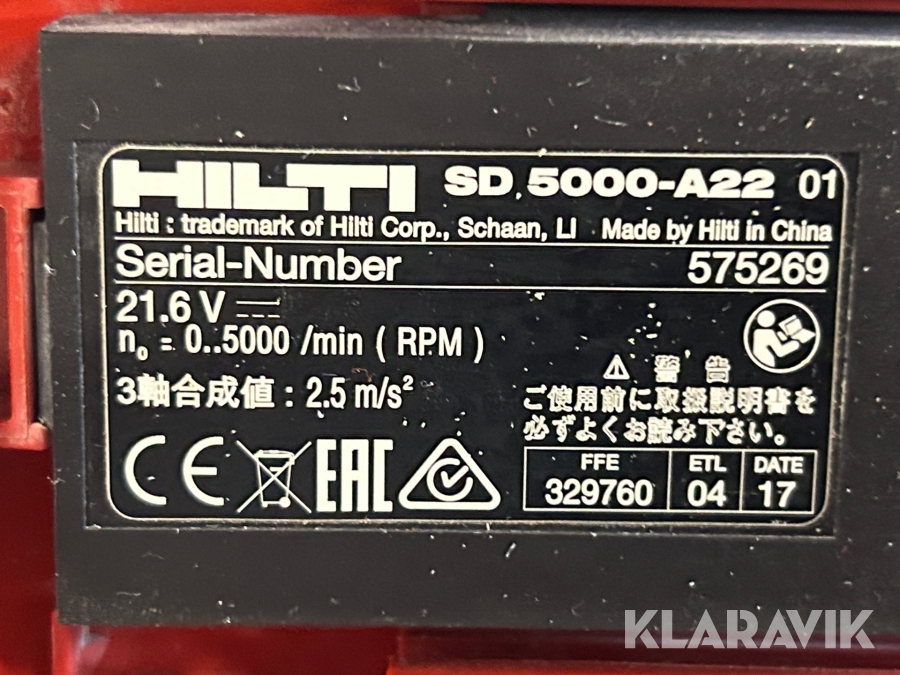 HILTI SD 5000-A22 01
Hilti : trademark of Hilti Corp., Schaan, LI Made by Hilti in China
Serial-Number 575269
21.6 V
n₀ = 0..5000 /min ( RPM )
3軸合成値 : 2.5 m/s²
⚠ 警告
ご使用前に取扱説明書を
必ずよくお読み下さい。
CE EAC
FFE ETL DATE
329760 04 17
KLARAVIK